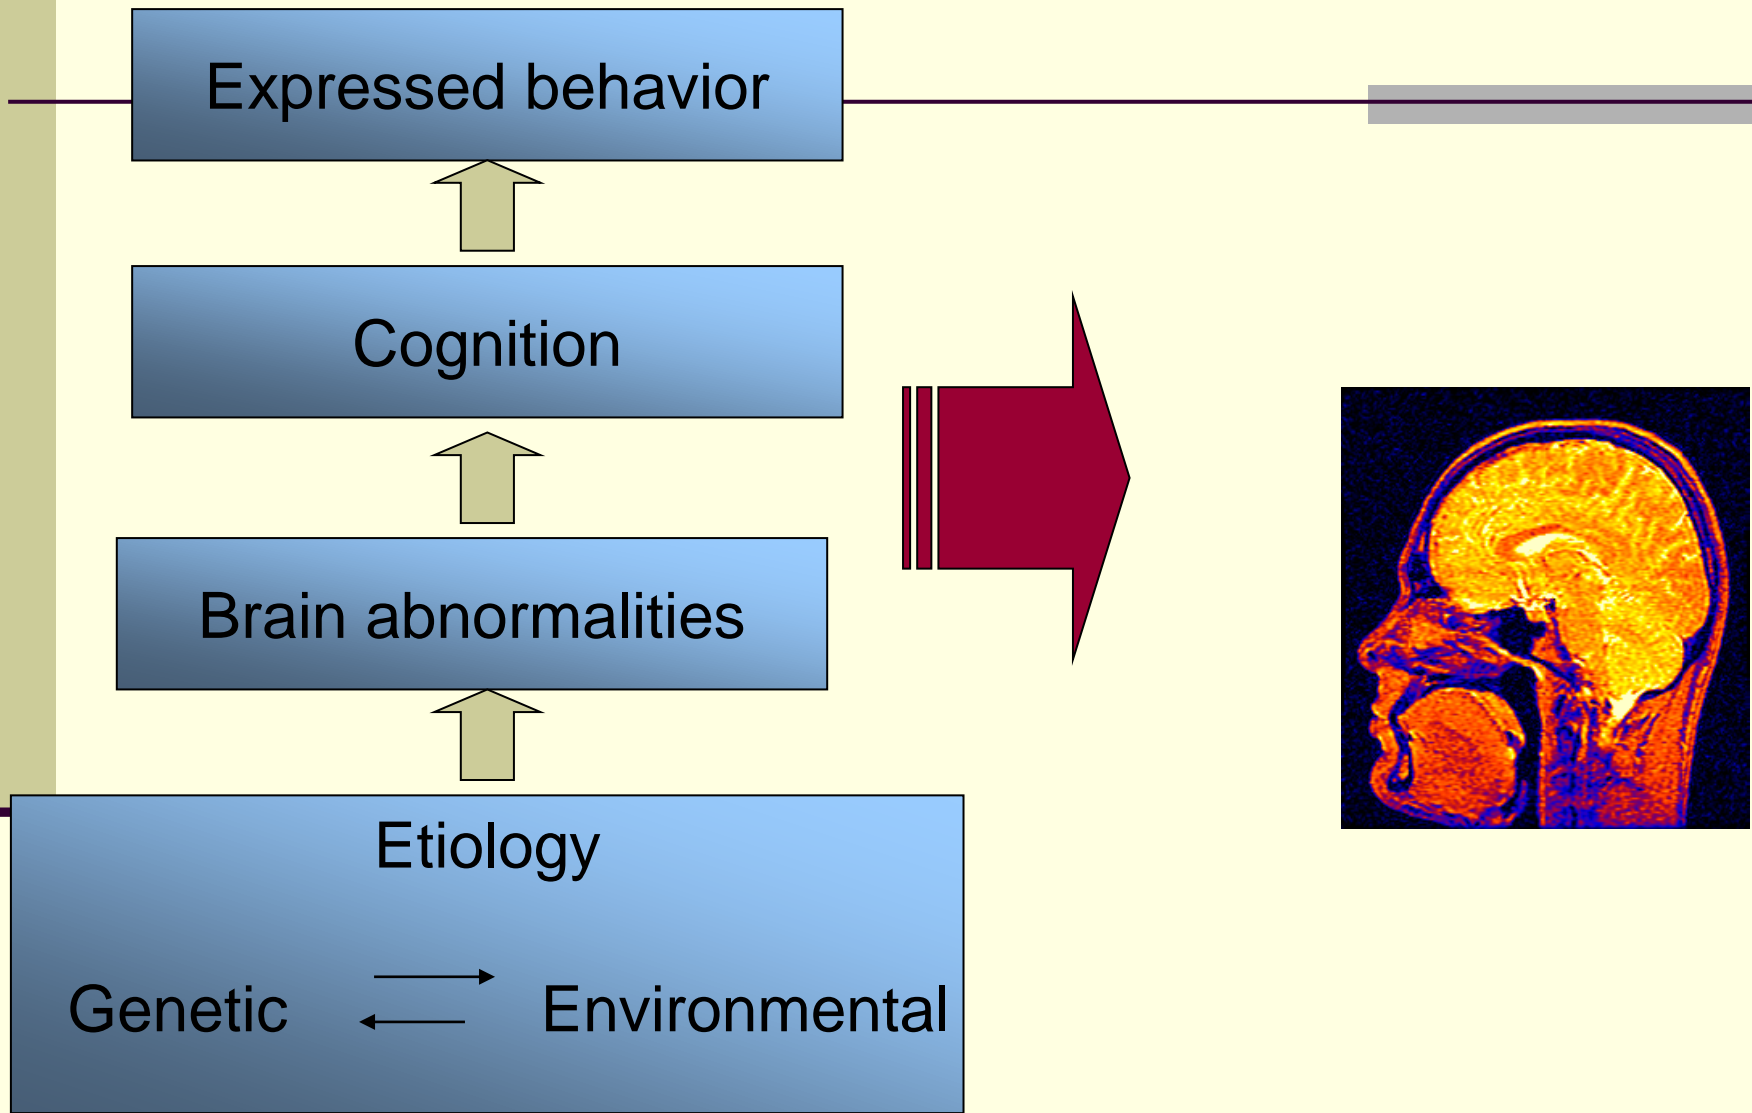 Expressed behavior
Cognition
Brain abnormalities
Etiology
Genetic Environmental